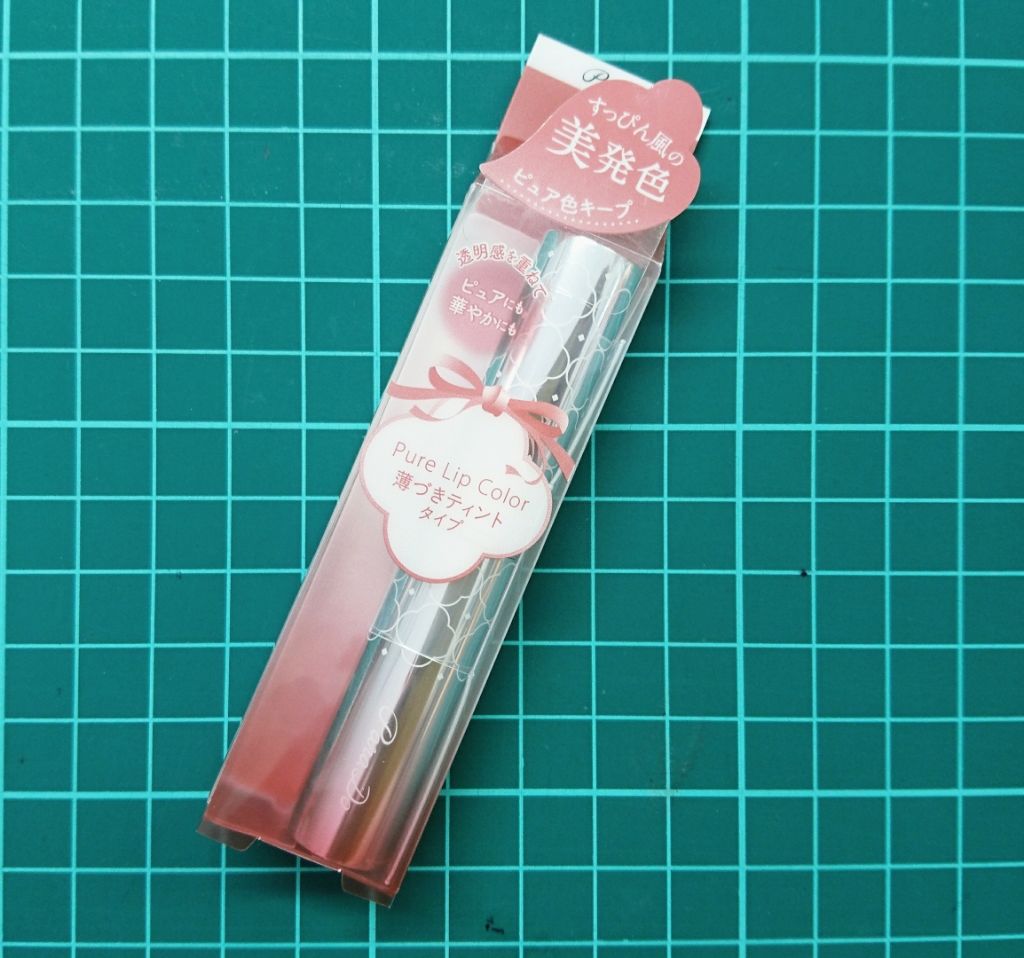 すっぴん風の
美発色
ピュア色キープ
透明感を重ねて
ピュアにも
華やかにも
Pure Lip Color
薄づきティント
タイプ
Para Do